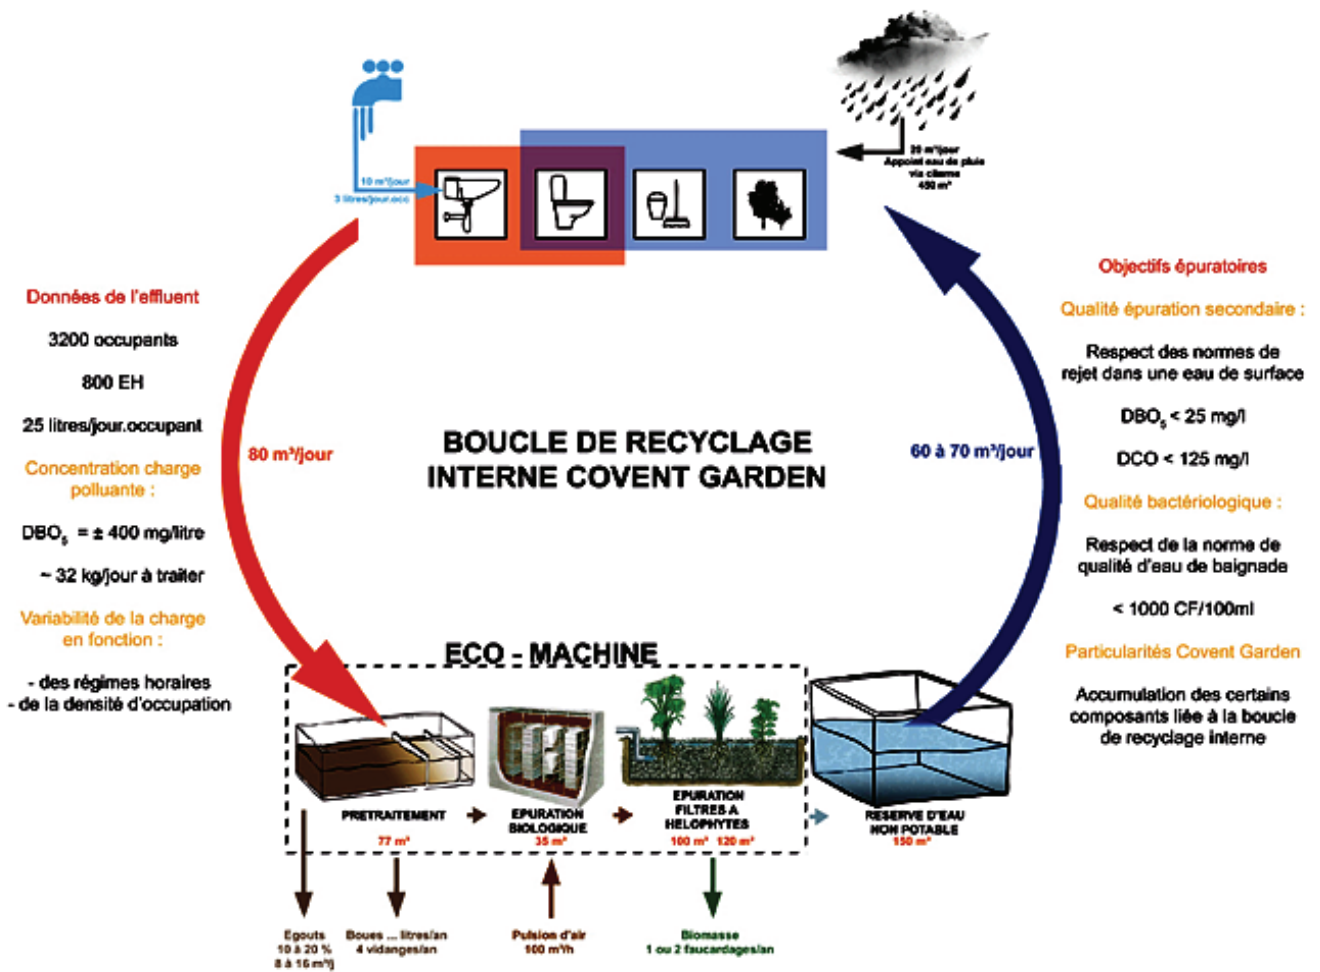 10 m³/jour
3 litres/jour.occ
20 m³/jour
Appoint eau de pluie
via citerne
450 m³
Données de l'effluent
3200 occupants
800 EH
25 litres/jour.occupant
Concentration charge
polluante :
DBO₅ = ± 400 mg/litre
~ 32 kg/jour à traiter
Variabilité de la charge
en fonction :
- des régimes horaires
- de la densité d'occupation
80 m³/jour
BOUCLE DE RECYCLAGE
INTERNE COVENT GARDEN
60 à 70 m³/jour
Objectifs épuratoires
Qualité épuration secondaire :
Respect des normes de
rejet dans une eau de surface
DBO₅ < 25 mg/l
DCO < 125 mg/l
Qualité bactériologique :
Respect de la norme de
qualité d'eau de baignade
< 1000 CF/100ml
Particularités Covent Garden
Accumulation des certains
composants liée à la boucle
de recyclage interne
ECO - MACHINE
PRETRAITEMENT
77 m³
EPURATION
BIOLOGIQUE
35 m³
EPURATION
FILTRES A
HELOPHYTES
100 m³ 120 m²
RESERVE D'EAU
NON POTABLE
150 m³
Egouts
10 à 20 %
8 à 16 m³/j
Boues ... litres/an
4 vidanges/an
Pulsion d'air
100 m³/h
Biomasse
1 ou 2 faucardages/an